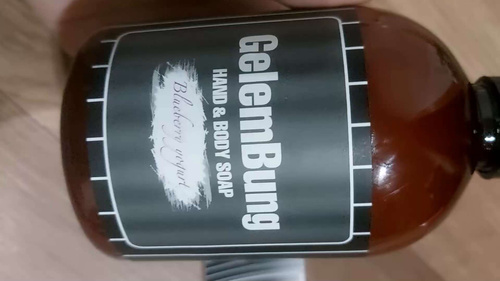 GelemBung
HAND & BODY SOAP
Blueberry yogurt